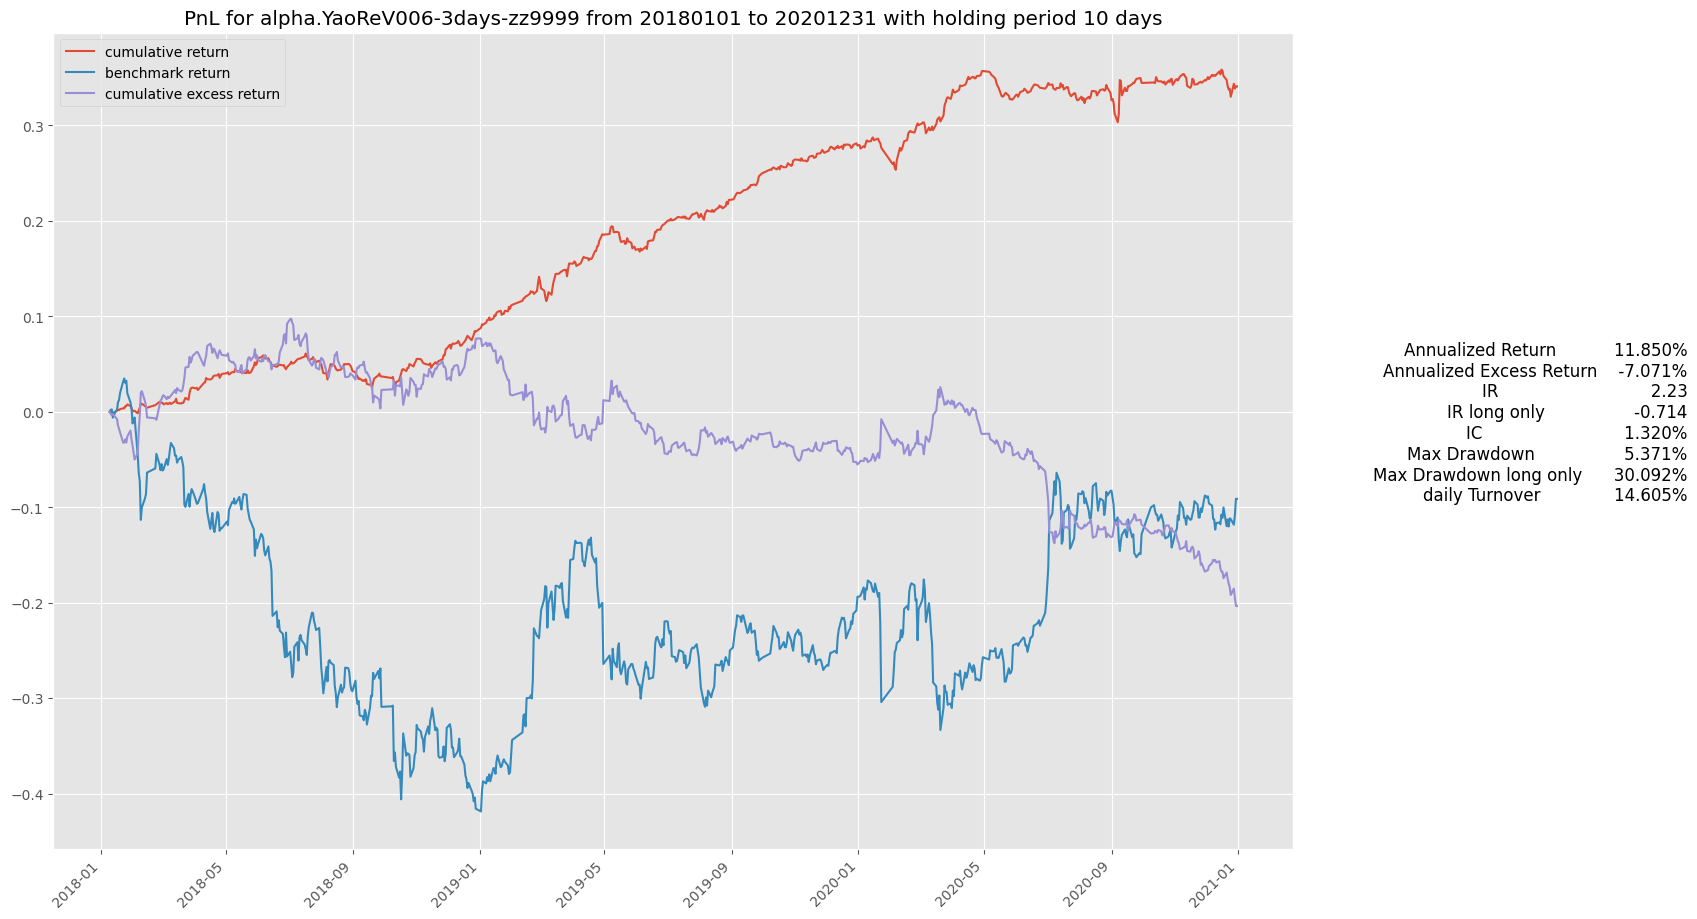 PnL for alpha.YaoReV006-3days-zz9999 from 20180101 to 20201231 with holding period 10 days
cumulative return
benchmark return
cumulative excess return
0.3
0.2
0.1
0.0
−0.1
−0.2
−0.3
−0.4
2018-01
2018-05
2018-09
2019-01
2019-05
2019-09
2020-01
2020-05
2020-09
2021-01
Annualized Return 11.850%
Annualized Excess Return -7.071%
IR 2.23
IR long only -0.714
IC 1.320%
Max Drawdown 5.371%
Max Drawdown long only 30.092%
daily Turnover 14.605%